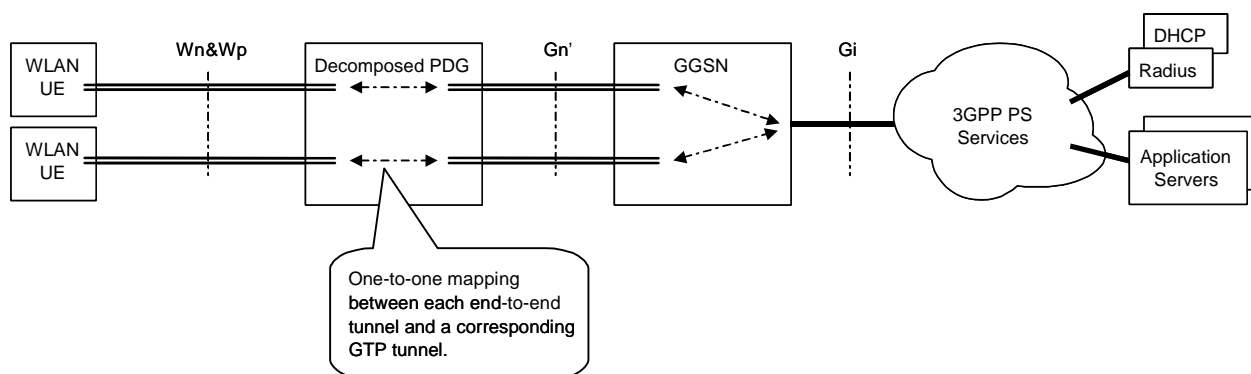 WLAN
UE
Wn&Wp
Decomposed PDG
Gn’
GGSN
Gi
DHCP
Radius
3GPP PS
Services
WLAN
UE
Application
Servers
One-to-one mapping
between each end-to-end
tunnel and a corresponding
GTP tunnel.